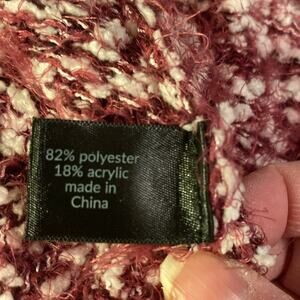 82% polyester
18% acrylic
made in
China